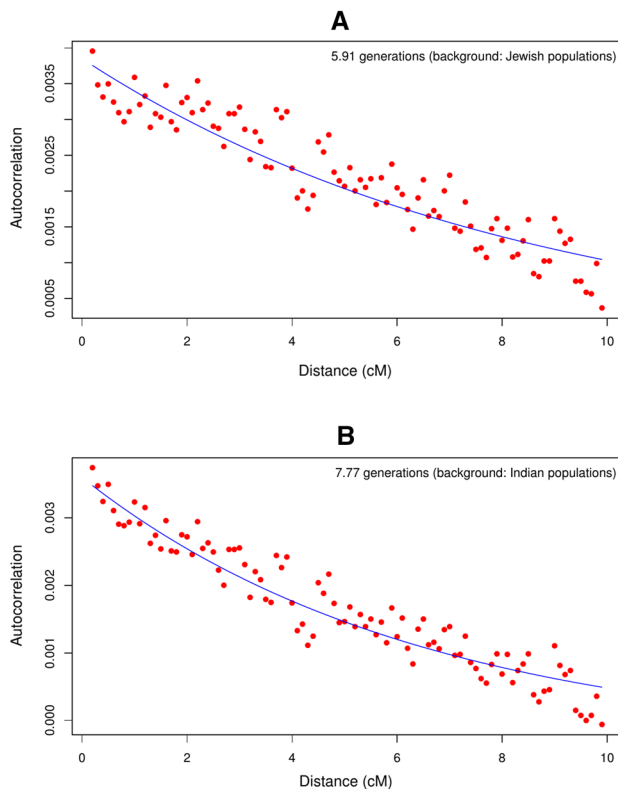 A
5.91 generations (background: Jewish populations)
0.0035
0.0025
0.0015
0.0005
Autocorrelation
0 2 4 6 8 10
Distance (cM)
B
7.77 generations (background: Indian populations)
0.003
0.002
0.001
0.000
Autocorrelation
0 2 4 6 8 10
Distance (cM)